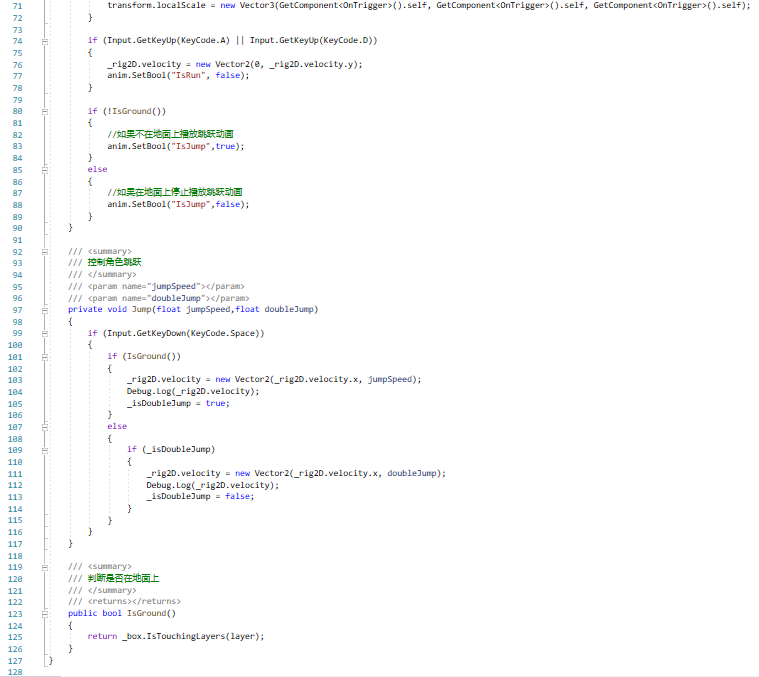 71 transform.localScale = new Vector3(GetComponent<OnTrigger>().self, GetComponent<OnTrigger>().self, GetComponent<OnTrigger>().self);
72 }
73
74 if (Input.GetKeyUp(KeyCode.A) || Input.GetKeyUp(KeyCode.D))
75 {
76 _rig2D.velocity = new Vector2(0, _rig2D.velocity.y);
77 anim.SetBool("IsRun", false);
78 }
79
80 if (!IsGround())
81 {
82 //如果不在地面上播放跳跃动画
83 anim.SetBool("IsJump",true);
84 }
85 else
86 {
87 //如果在地面上停止播放跳跃动画
88 anim.SetBool("IsJump",false);
89 }
90 }
91
92 /// <summary>
93 /// 控制角色跳跃
94 /// </summary>
95 /// <param name="jumpSpeed"></param>
96 /// <param name="doubleJump"></param>
97 private void Jump(float jumpSpeed,float doubleJump)
98 {
99 if (Input.GetKeyDown(KeyCode.Space))
100 {
101 if (IsGround())
102 {
103 _rig2D.velocity = new Vector2(_rig2D.velocity.x, jumpSpeed);
104 Debug.Log(_rig2D.velocity);
105 _isDoubleJump = true;
106 }
107 else
108 {
109 if (_isDoubleJump)
110 {
111 _rig2D.velocity = new Vector2(_rig2D.velocity.x, doubleJump);
112 Debug.Log(_rig2D.velocity);
113 _isDoubleJump = false;
114 }
115 }
116 }
117 }
118
119 /// <summary>
120 /// 判断是否在地面上
121 /// </summary>
122 /// <returns></returns>
123 public bool IsGround()
124 {
125 return _box.IsTouchingLayers(layer);
126 }
127 }
128